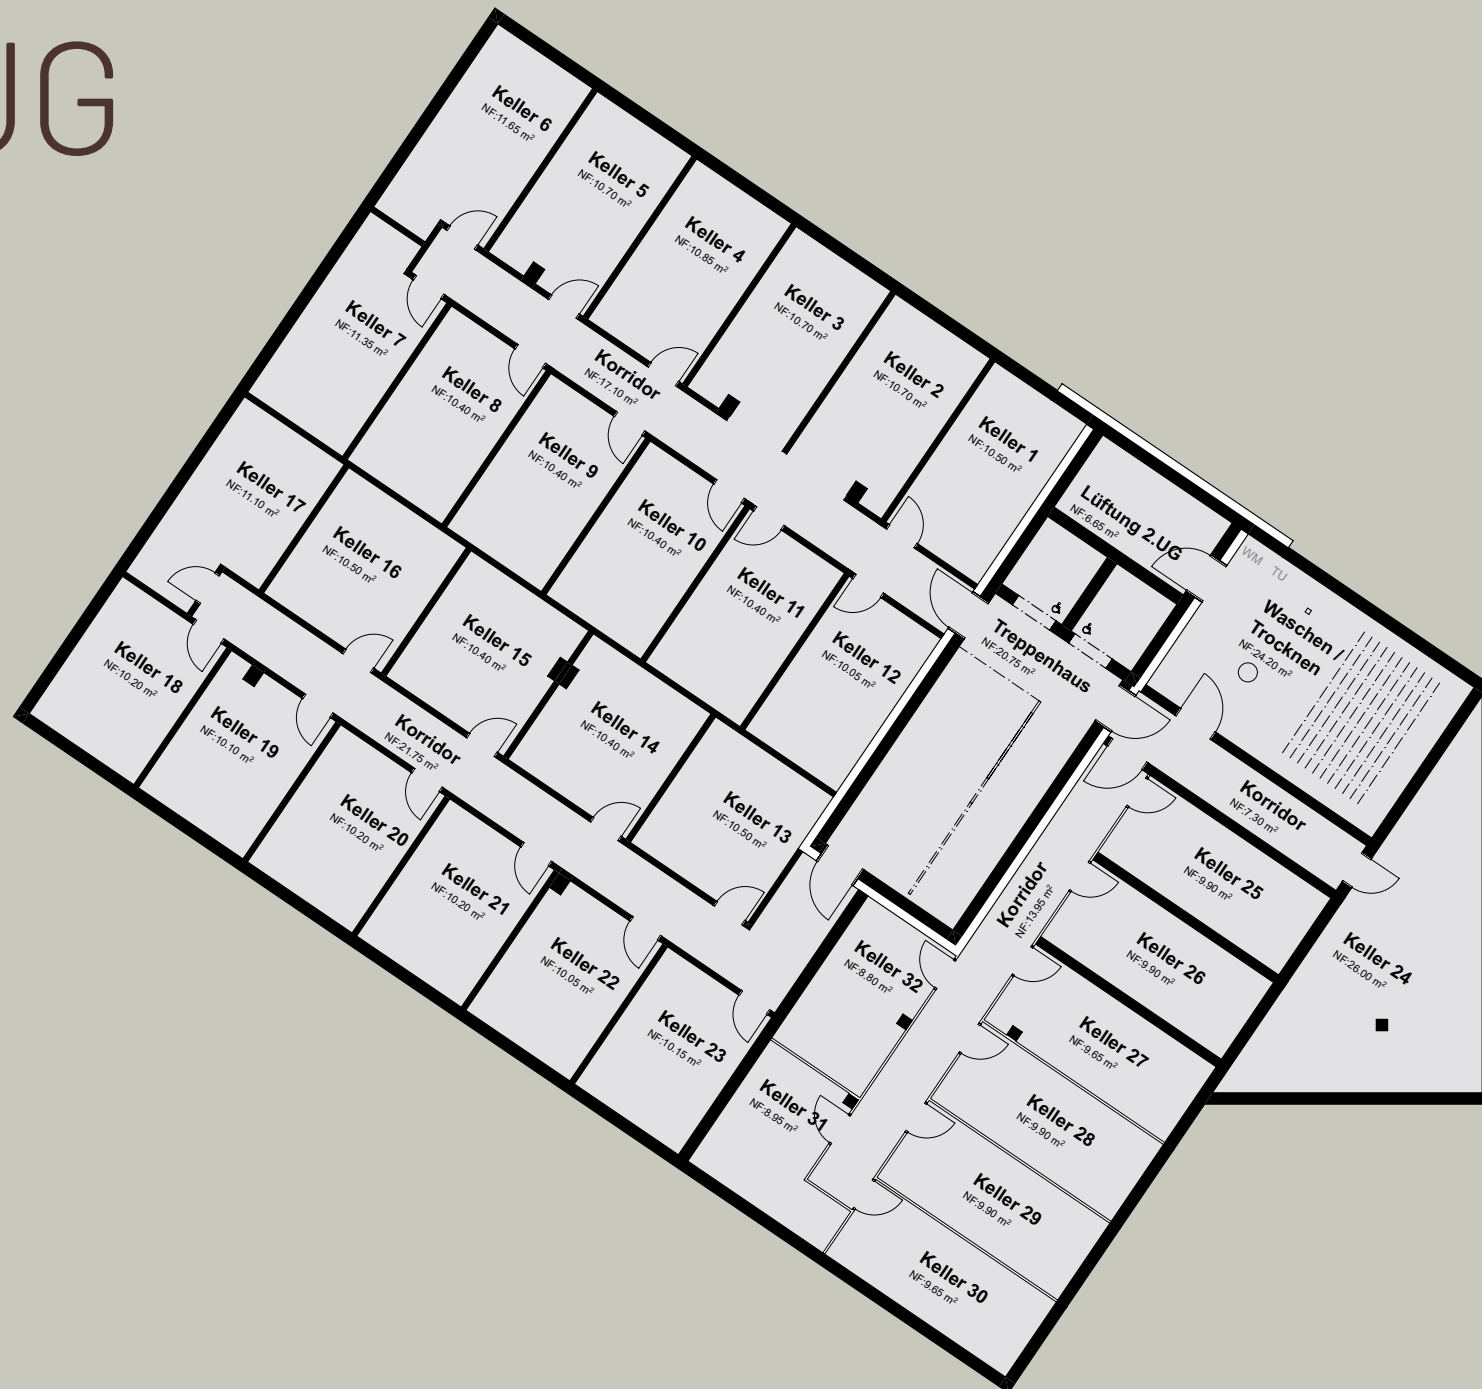 UG
Keller 6
NF:11.65 m²
Keller 5
NF:10.70 m²
Keller 4
NF:10.85 m²
Keller 3
NF:10.70 m²
Keller 2
NF:10.70 m²
Keller 1
NF:10.50 m²
Lüftung 2.UG
NF:6.65 m²
WM TU
Waschen /
Trocknen
NF:24.20 m²
Keller 7
NF:11.35 m²
Keller 8
NF:10.40 m²
Korridor
NF:17.10 m²
Keller 9
NF:10.40 m²
Keller 10
NF:10.40 m²
Keller 11
NF:10.40 m²
Keller 12
NF:10.05 m²
Treppenhaus
NF:20.75 m²
Keller 17
NF:11.10 m²
Keller 16
NF:10.50 m²
Keller 15
NF:10.40 m²
Keller 14
NF:10.40 m²
Keller 13
NF:10.50 m²
Korridor
NF:7.30 m²
Keller 18
NF:10.20 m²
Keller 19
NF:10.10 m²
Korridor
NF:21.75 m²
Keller 20
NF:10.20 m²
Keller 21
NF:10.20 m²
Keller 22
NF:10.05 m²
Keller 23
NF:10.15 m²
Korridor
NF:13.95 m²
Keller 25
NF:9.90 m²
Keller 24
NF:26.00 m²
Keller 26
NF:9.90 m²
Keller 32
NF:8.80 m²
Keller 27
NF:9.65 m²
Keller 31
NF:8.95 m²
Keller 28
NF:9.90 m²
Keller 29
NF:9.90 m²
Keller 30
NF:9.65 m²